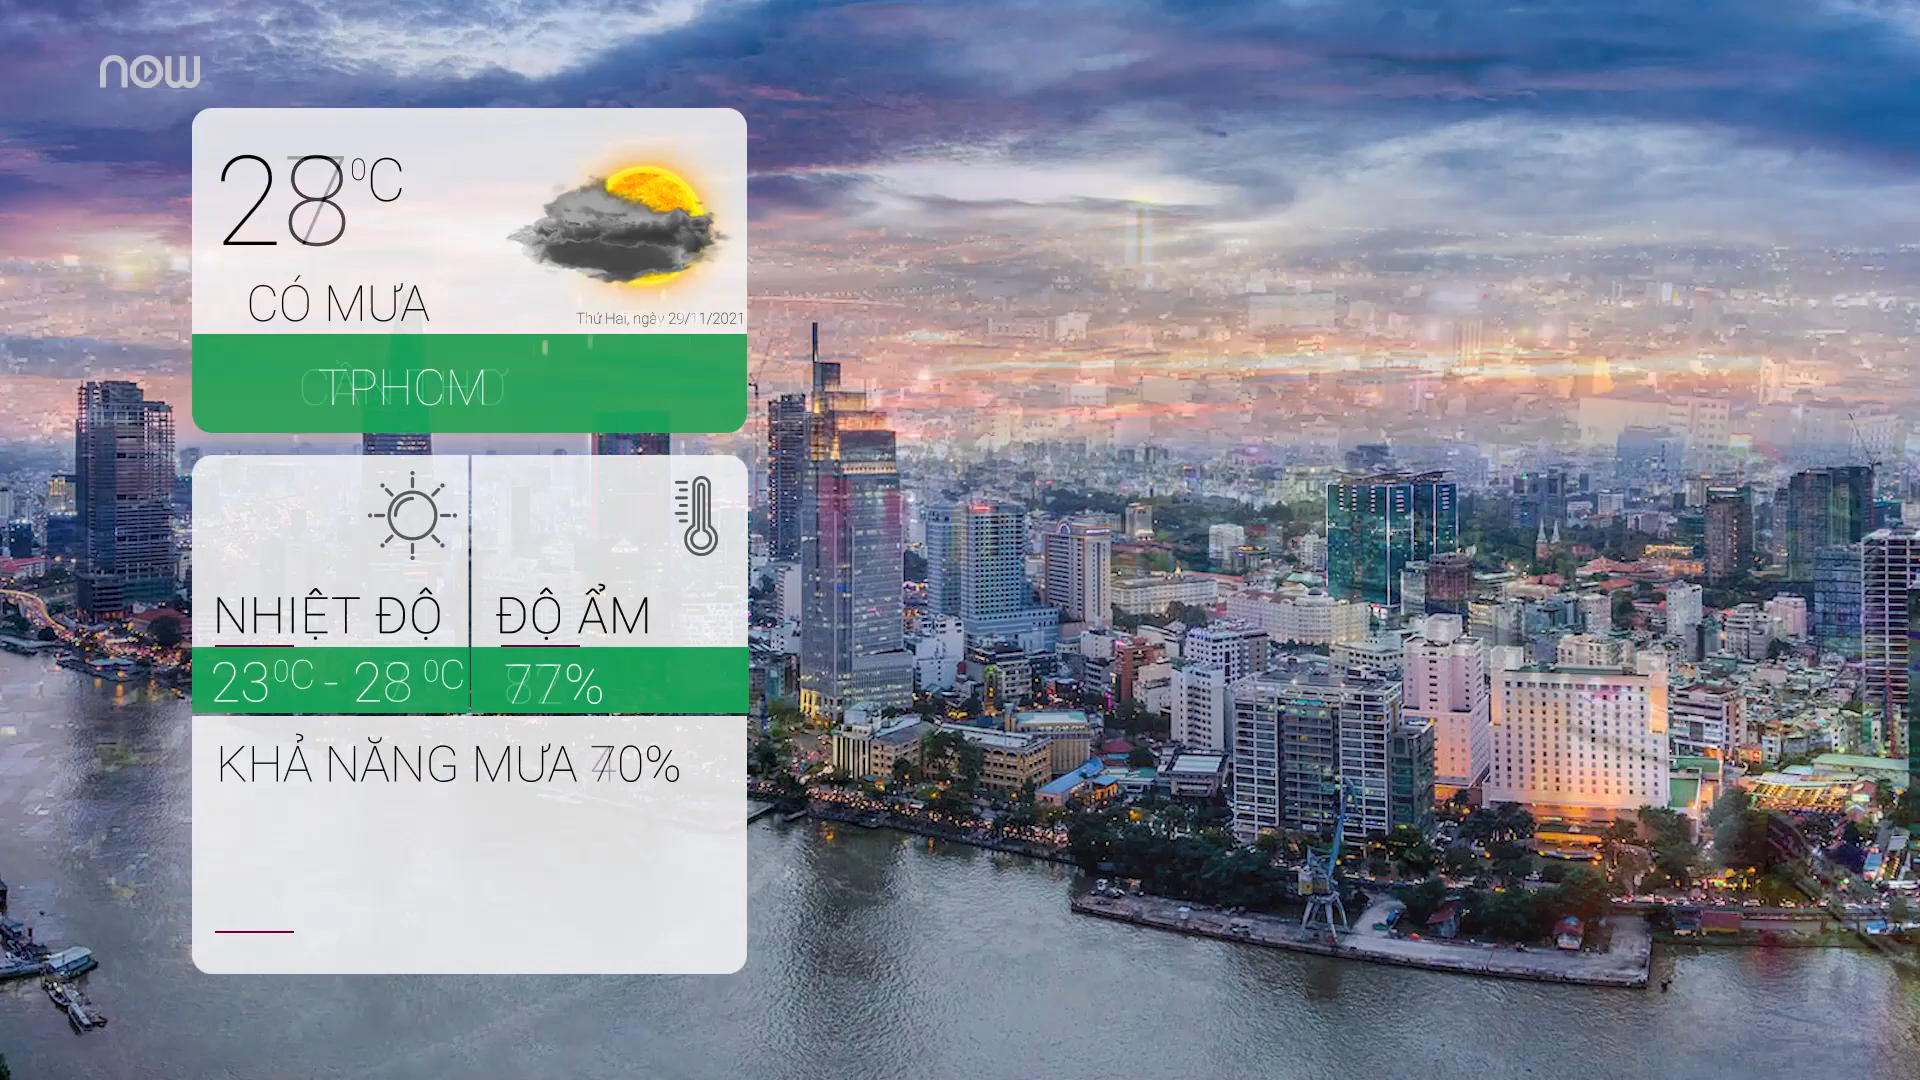 now
28°C
CÓ MƯA
Thứ Hai, ngày 29/11/2021
TPHCM
NHIỆT ĐỘ
ĐỘ ẨM
23°C - 28 °C
77%
KHẢ NĂNG MƯA 70%